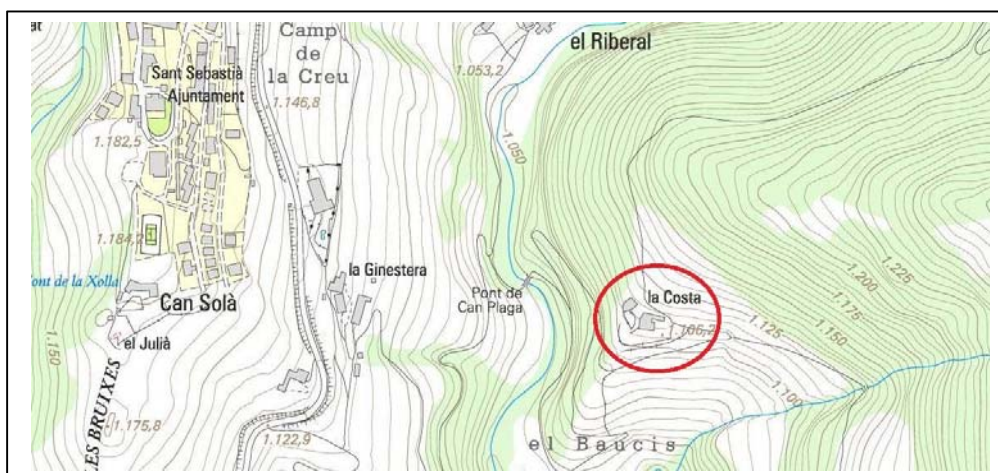 at
Camp
de
la Creu
el Riberal
1.053,2
Sant Sebastià
Ajuntament
1.146,8
1.182,5
1.050
1.184,2
la Ginestera
Font de la Xolla
Can Solà
Pont de
Can Plaga
la Costa
1.106,2
1.125
1.150
1.175
1.200
1.225
1.150
el Julià
LES BRUIXES
1.175,8
1.122,9
1.100
el Baucis